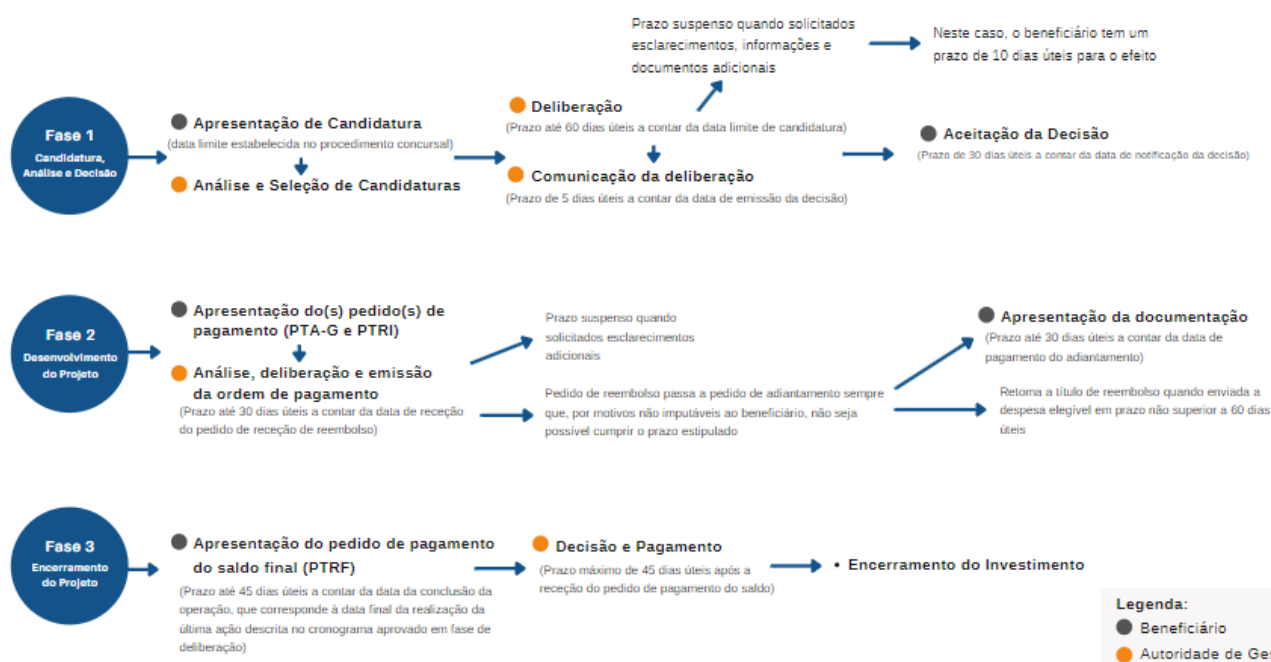 Fase 1
Candidatura,
Análise e Decisão
Apresentação de Candidatura
(data limite estabelecida no procedimento concursal)
Análise e Seleção de Candidaturas
Prazo suspenso quando solicitados
esclarecimentos, informações e
documentos adicionais
Neste caso, o beneficiário tem um
prazo de 10 dias úteis para o efeito
Deliberação
(Prazo até 60 dias úteis a contar da data limite de candidatura)
Comunicação da deliberação
(Prazo de 5 dias úteis a contar da data de emissão da decisão)
Aceitação da Decisão
(Prazo de 30 dias úteis a contar da data de notificação da decisão)
Fase 2
Desenvolvimento
do Projeto
Apresentação do(s) pedido(s) de
pagamento (PTA-G e PTRI)
Análise, deliberação e emissão
da ordem de pagamento
(Prazo até 30 dias úteis a contar da data de receção
do pedido de receção de reembolso)
Prazo suspenso quando
solicitados esclarecimentos
adicionais
Pedido de reembolso passa a pedido de adiantamento sempre
que, por motivos não imputáveis ao beneficiário, não seja
possível cumprir o prazo estipulado
Apresentação da documentação
(Prazo até 30 dias úteis a contar da data de
pagamento do adiantamento)
Retoma a título de reembolso quando enviada a
despesa elegível em prazo não superior a 60 dias
úteis
Fase 3
Encerramento
do Projeto
Apresentação do pedido de pagamento
do saldo final (PTRF)
(Prazo até 45 dias úteis a contar da data da conclusão da
operação, que corresponde à data final da realização da
última ação descrita no cronograma aprovado em fase de
deliberação)
Decisão e Pagamento
(Prazo máximo de 45 dias úteis após a
receção do pedido de pagamento do saldo)
• Encerramento do Investimento
Legenda:
Beneficiário
Autoridade de Ges